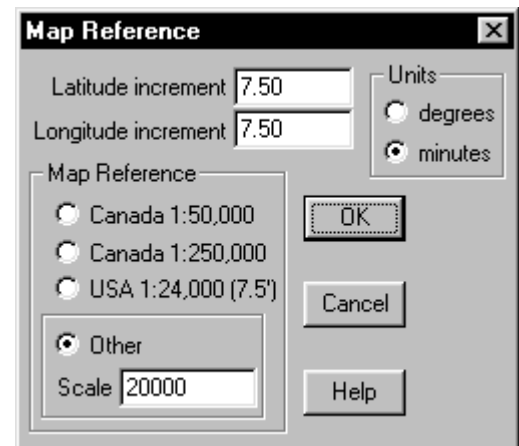 Map Reference
Latitude increment 7.50
Longitude increment 7.50
Units
degrees
minutes
Map Reference
Canada 1:50,000
Canada 1:250,000
USA 1:24,000 (7.5')
Other
Scale 20000
OK
Cancel
Help